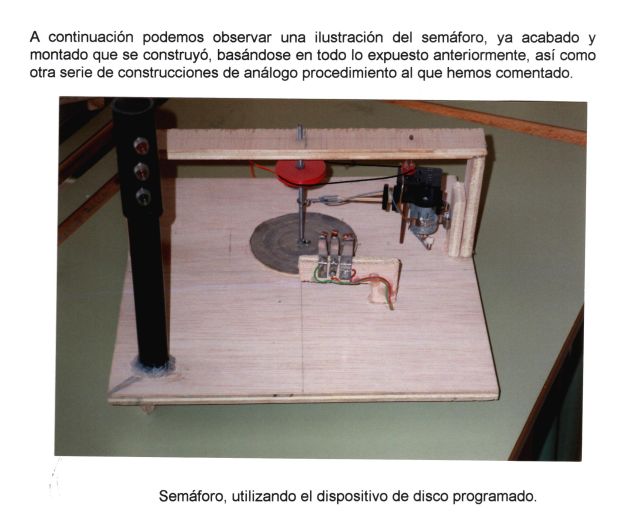 A continuación podemos observar una ilustración del semáforo, ya acabado y
montado que se construyó, basándose en todo lo expuesto anteriormente, así como
otra serie de construcciones de análogo procedimiento al que hemos comentado.
Semáforo, utilizando el dispositivo de disco programado.